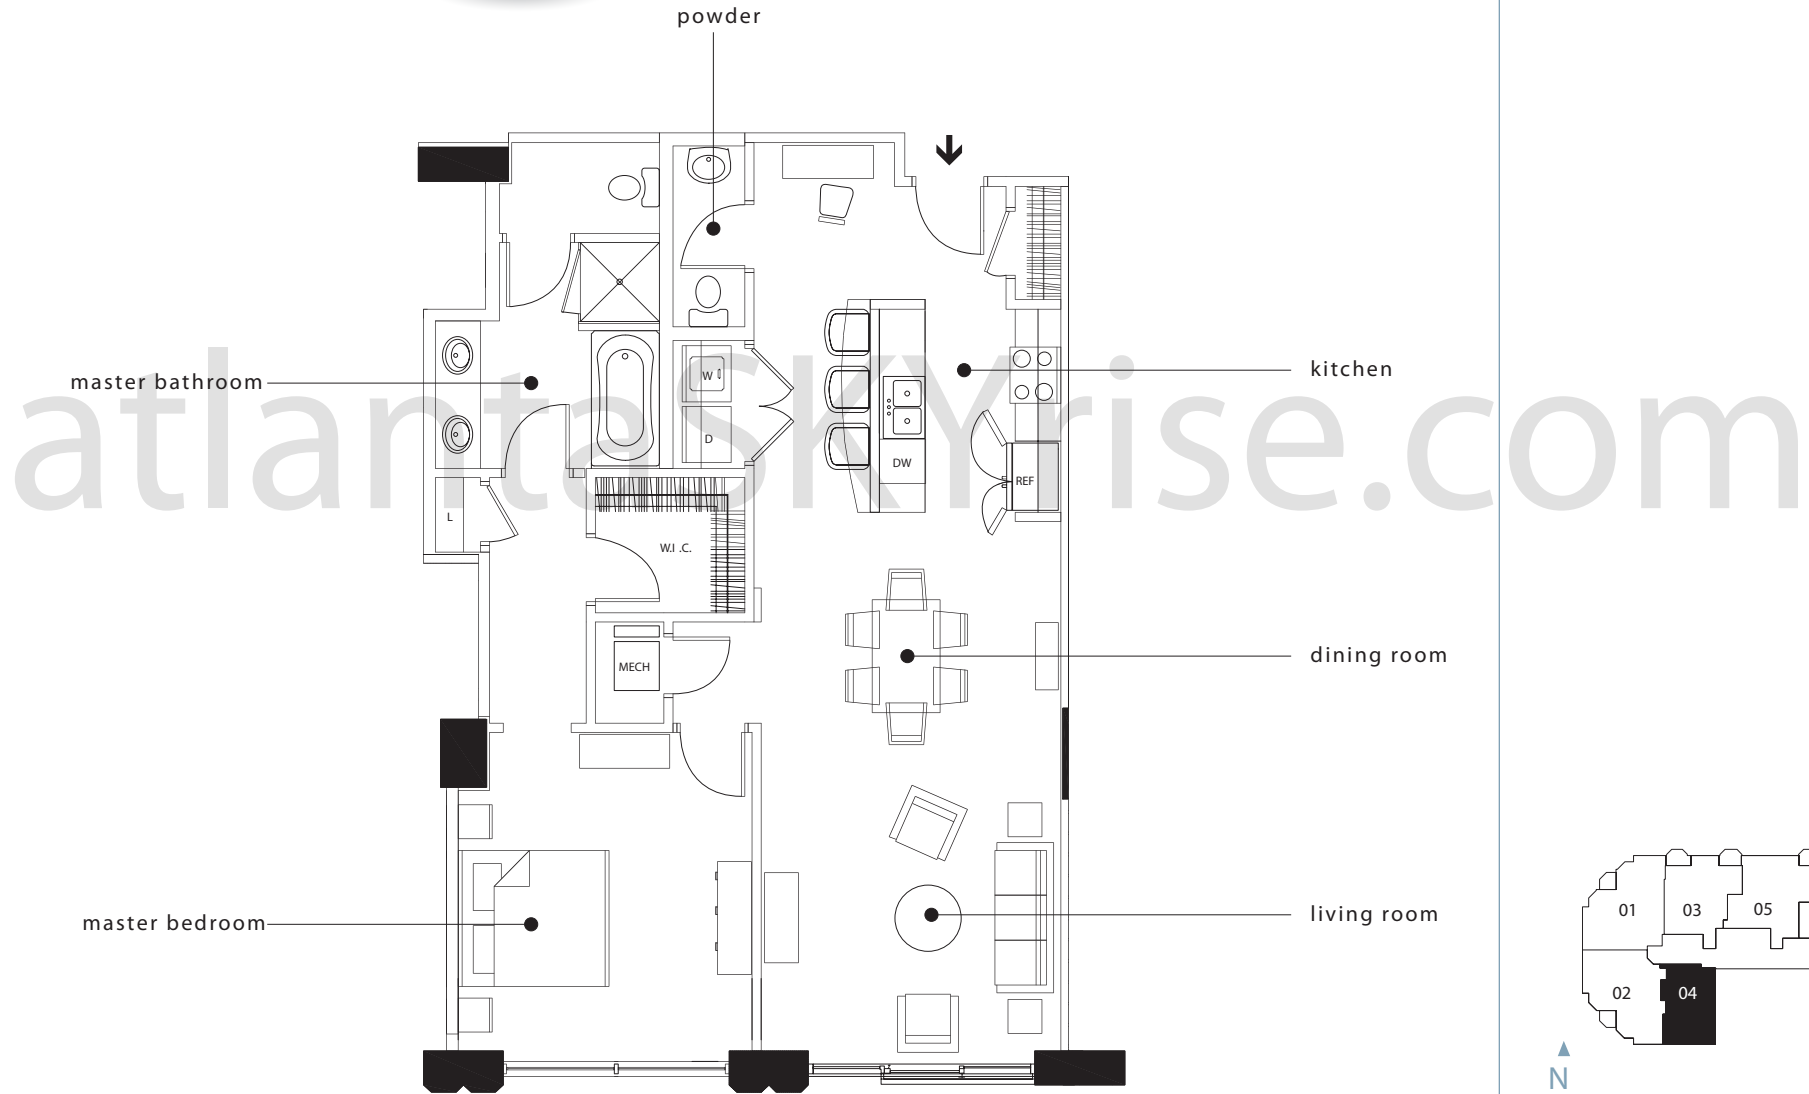 powder
master bathroom
kitchen
atlantaSKYrise.com
W
D
DW
REF
L
W.I .C.
dining room
MECH
master bedroom
living room
01
03
05
02
04
N